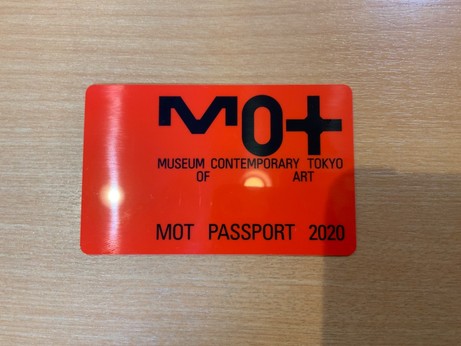 MOT
MUSEUM CONTEMPORARY TOKYO
OF ART
MOT PASSPORT 2020